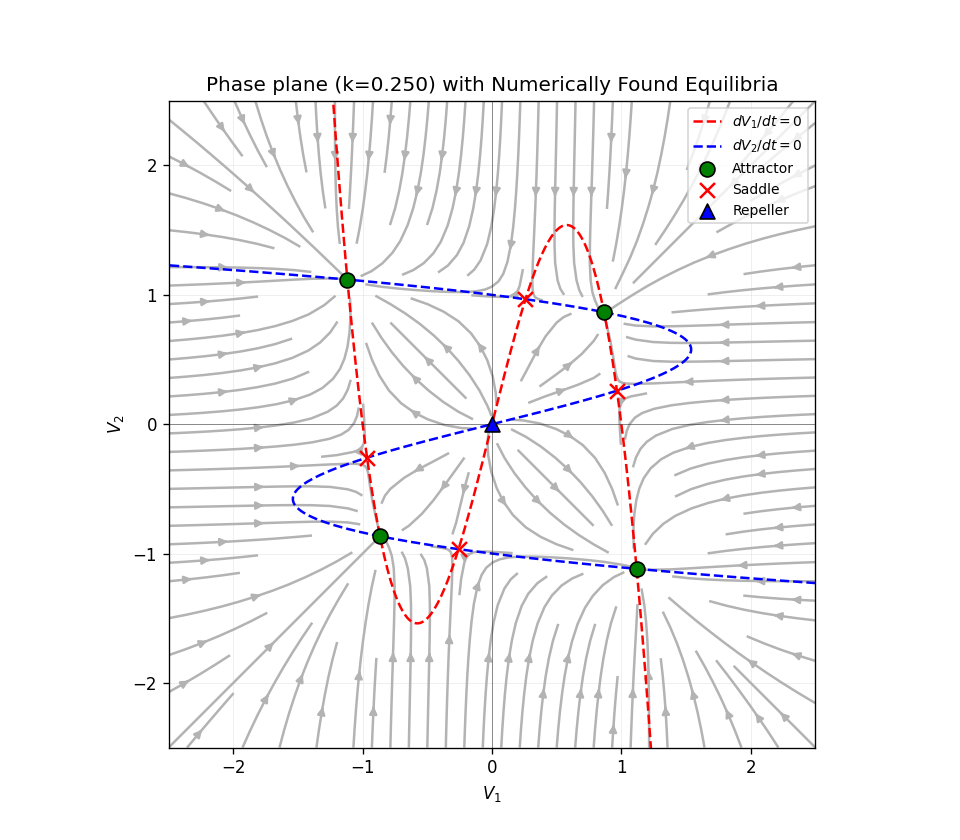 Phase plane (k=0.250) with Numerically Found Equilibria
dV₁/dt = 0
dV₂/dt = 0
Attractor
Saddle
Repeller
V₂
2
1
0
−1
−2
−2 −1 0 1 2
V₁